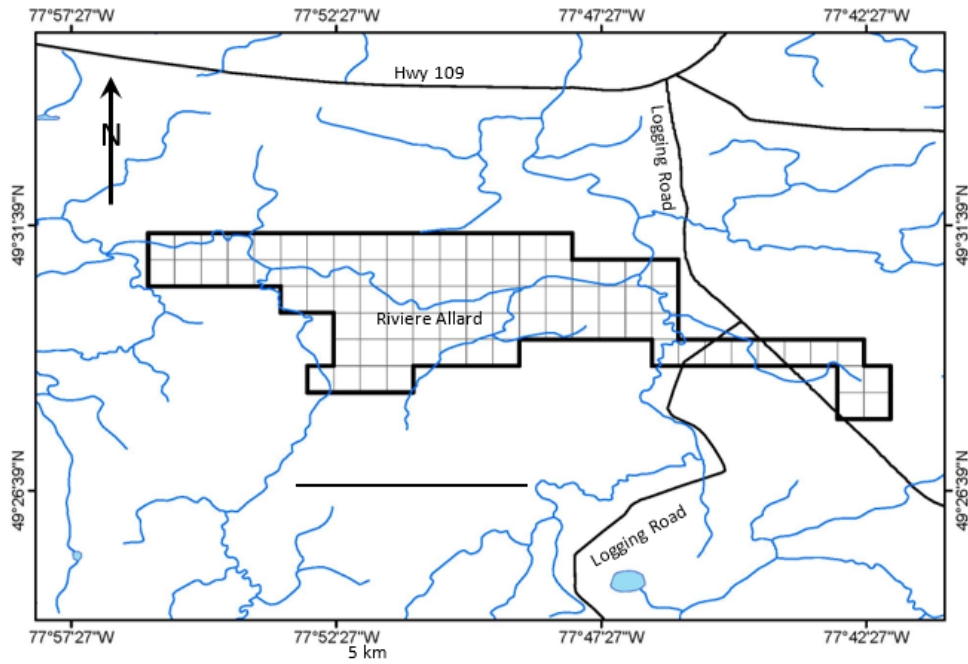 77°57'27"W 77°52'27"W 77°47'27"W 77°42'27"W
Hwy 109
N
Logging Road
49°31'39"N 49°31'39"N
Riviere Allard
49°26'39"N 49°26'39"N
Logging Road
77°57'27"W 77°52'27"W 77°47'27"W 77°42'27"W
5 km